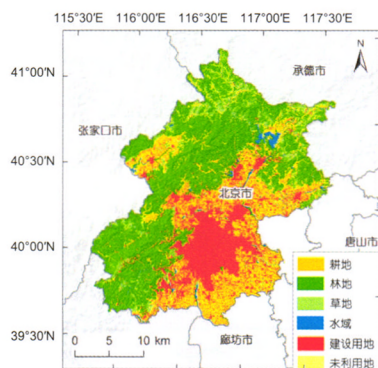 115°30'E 116°00'E 116°30'E 117°00'E 117°30'E
N
41°00'N
40°30'N
40°00'N
39°30'N
承德市
张家口市
北京市
唐山市
廊坊市
耕地
林地
草地
水域
建设用地
未利用地
0 5 10 km